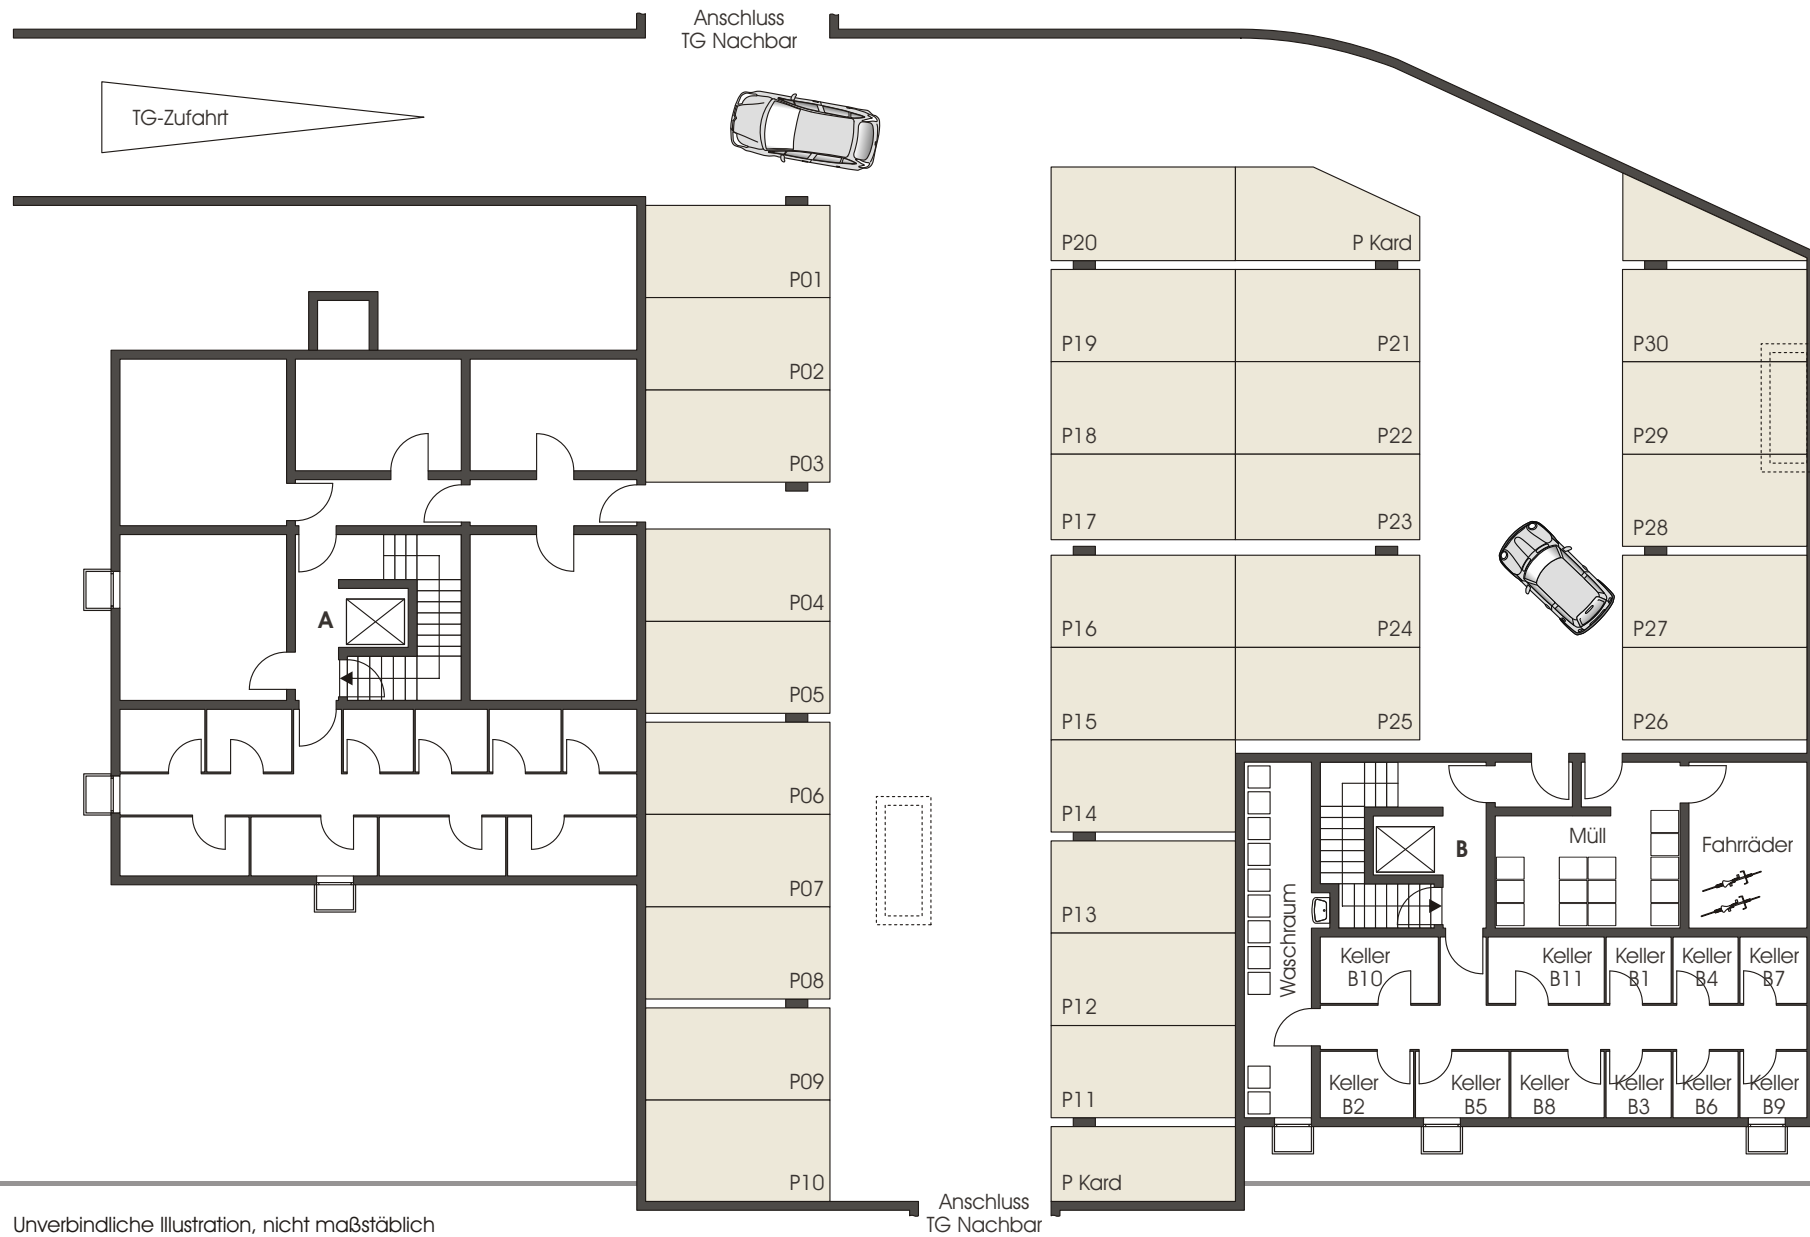 Anschluss
TG Nachbar
TG-Zufahrt
P01
P02
P03
P04
P05
P06
P07
P08
P09
P10
A
P20
P19
P18
P17
P16
P15
P14
P13
P12
P11
P Kard
P Kard
P21
P22
P23
P24
P25
P30
P29
P28
P27
P26
B
Müll
Fahrräder
Waschraum
Keller
B10
Keller
B11
Keller
B1
Keller
B4
Keller
B7
Keller
B2
Keller
B5
Keller
B8
Keller
B3
Keller
B6
Keller
B9
Anschluss
TG Nachbar
Unverbindliche Illustration, nicht maßstäblich